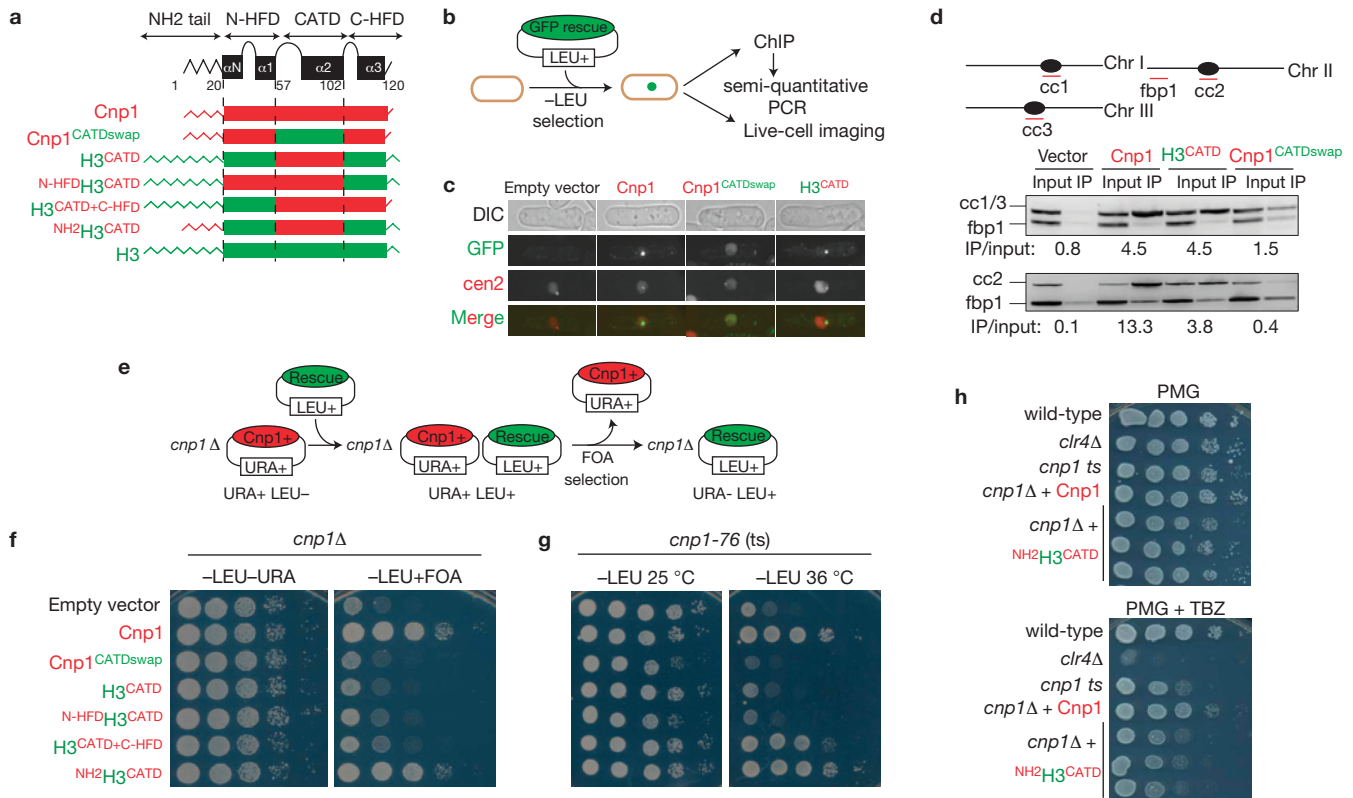 a
NH2 tail N-HFD CATD C-HFD
αN α1 α2 α3
1 20 57 102 120
Cnp1
Cnp1CATDswap
H3CATD
N-HFDH3CATD
H3CATD+C-HFD
NH2H3CATD
H3
b
GFP rescue
LEU+
–LEU
selection
ChIP
semi-quantitative
PCR
Live-cell imaging
c
Empty vector Cnp1 Cnp1CATDswap H3CATD
DIC
GFP
cen2
Merge
d
Chr I
cc1
fbp1
cc2
Chr II
Chr III
cc3
Vector Cnp1 H3CATD Cnp1CATDswap
Input IP Input IP Input IP Input IP
cc1/3
fbp1
IP/input: 0.8 4.5 4.5 1.5
cc2
fbp1
IP/input: 0.1 13.3 3.8 0.4
e
Rescue
LEU+
cnp1Δ
Cnp1+
URA+
URA+ LEU–
cnp1Δ
Cnp1+
URA+
Rescue
LEU+
URA+ LEU+
Cnp1+
URA+
FOA
selection
cnp1Δ
Rescue
LEU+
URA- LEU+
f
cnp1Δ
–LEU–URA –LEU+FOA
Empty vector
Cnp1
Cnp1CATDswap
H3CATD
N-HFDH3CATD
H3CATD+C-HFD
NH2H3CATD
g
cnp1-76 (ts)
–LEU 25 °C –LEU 36 °C
h
PMG
wild-type
clr4Δ
cnp1 ts
cnp1Δ + Cnp1
cnp1Δ +
NH2H3CATD
PMG + TBZ
wild-type
clr4Δ
cnp1 ts
cnp1Δ + Cnp1
cnp1Δ +
NH2H3CATD